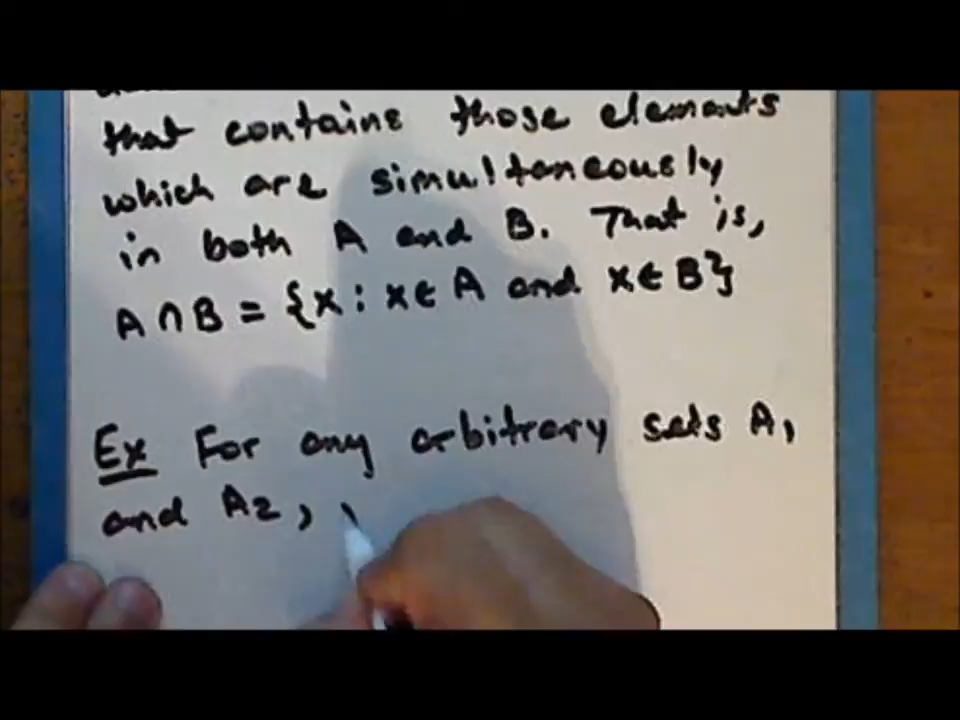 that contains those elements
which are simultaneously
in both A and B. That is,
A ∩ B = {x : x ∈ A and x ∈ B}
Ex For any arbitrary sets A₁
and A₂,